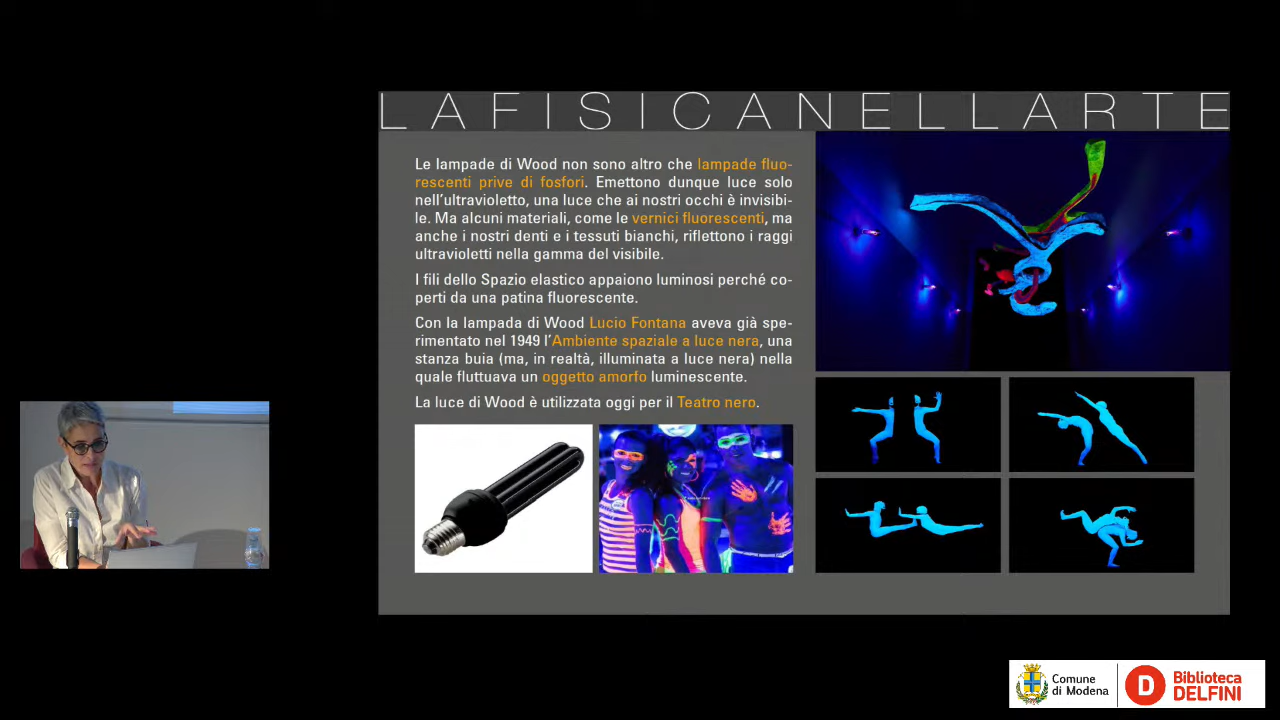 LAFISICANELLARTE
Le lampade di Wood non sono altro che lampade fluo-
rescenti prive di fosfori. Emettono dunque luce solo
nell'ultravioletto, una luce che ai nostri occhi è invisibi-
le. Ma alcuni materiali, come le vernici fluorescenti, ma
anche i nostri denti e i tessuti bianchi, riflettono i raggi
ultravioletti nella gamma del visibile.
I fili dello Spazio elastico appaiono luminosi perché co-
perti da una patina fluorescente.
Con la lampada di Wood Lucio Fontana aveva già spe-
rimentato nel 1949 l'Ambiente spaziale a luce nera, una
stanza buia (ma, in realtà, illuminata a luce nera) nella
quale fluttuava un oggetto amorfo luminescente.
La luce di Wood è utilizzata oggi per il Teatro nero.
Comune
di Modena
D
Biblioteca
DELFINI